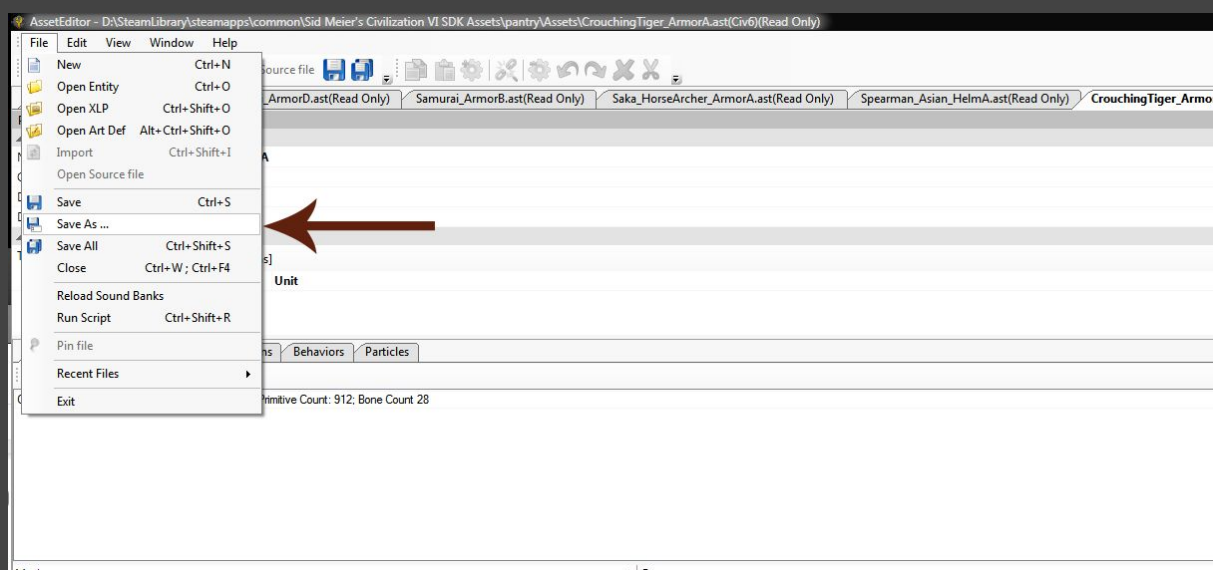 AssetEditor - D:\SteamLibrary\steamapps\common\Sid Meier's Civilization VI SDK Assets\pantry\Assets\CrouchingTiger_ArmorA.ast(Civ6)(Read Only)
File Edit View Window Help
New Ctrl+N
Source file
Open Entity Ctrl+O
_ArmorD.ast(Read Only) Samurai_ArmorB.ast(Read Only) Saka_HorseArcher_ArmorA.ast(Read Only) Spearman_Asian_HelmA.ast(Read Only) CrouchingTiger_Armo
Open XLP Ctrl+Shift+O
Open Art Def Alt+Ctrl+Shift+O
Import Ctrl+Shift+I
A
Open Source file
Save Ctrl+S
Save As ...
Save All Ctrl+Shift+S
s]
Close Ctrl+W ; Ctrl+F4
Unit
Reload Sound Banks
Run Script Ctrl+Shift+R
Pin file
ns Behaviors Particles
Recent Files
Exit
Primitive Count: 912; Bone Count 28